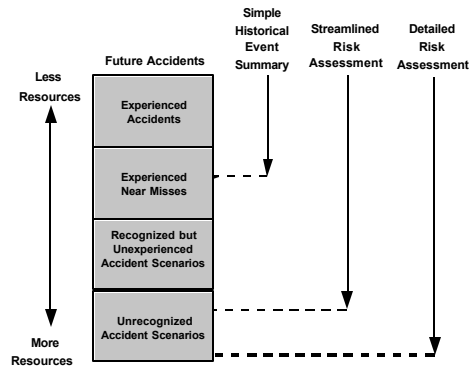 Simple
Historical
Event
Summary
Streamlined
Risk
Assessment
Detailed
Risk
Assessment
Future Accidents
Less
Resources
Experienced
Accidents
Experienced
Near Misses
Recognized but
Unexperienced
Accident Scenarios
Unrecognized
Accident Scenarios
More
Resources